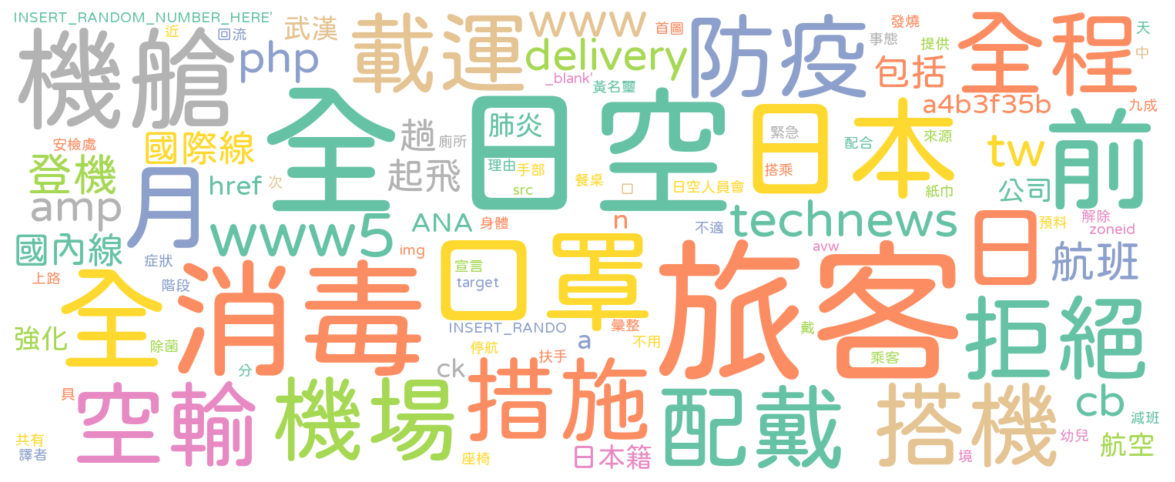 INSERT_RANDOM_NUMBER_HERE'
近
回流
武漢
www
首圖
發燒
事態
提供
天
中
機艙
php
載運
delivery
_blank'
黃名璽
防疫
包括
全程
a4b3f35b
九成
安檢處
國際線
全日空
趟
廁所
肺炎
日本
緊急
配合
來源
tw
前
登機
月
href
次
起飛
理由
手部
src
餐桌
口
日空人員會
搭乘
紙巾
公司
amp
ANA
身體
n
不適
technews
預料
解除
zoneid
國內線
www5
img
口罩
宣言
target
avw
日
航班
上路
症狀
階段
全
消毒
旅客
拒絕
強化
除菌
分
INSERT_RANDO
彙整
停航
a
不用
戴
扶手
乘客
ck
具
空輸
機場
措施
配戴
搭機
cb
減班
共有
譯者
座椅
日本籍
境
幼兒
航空